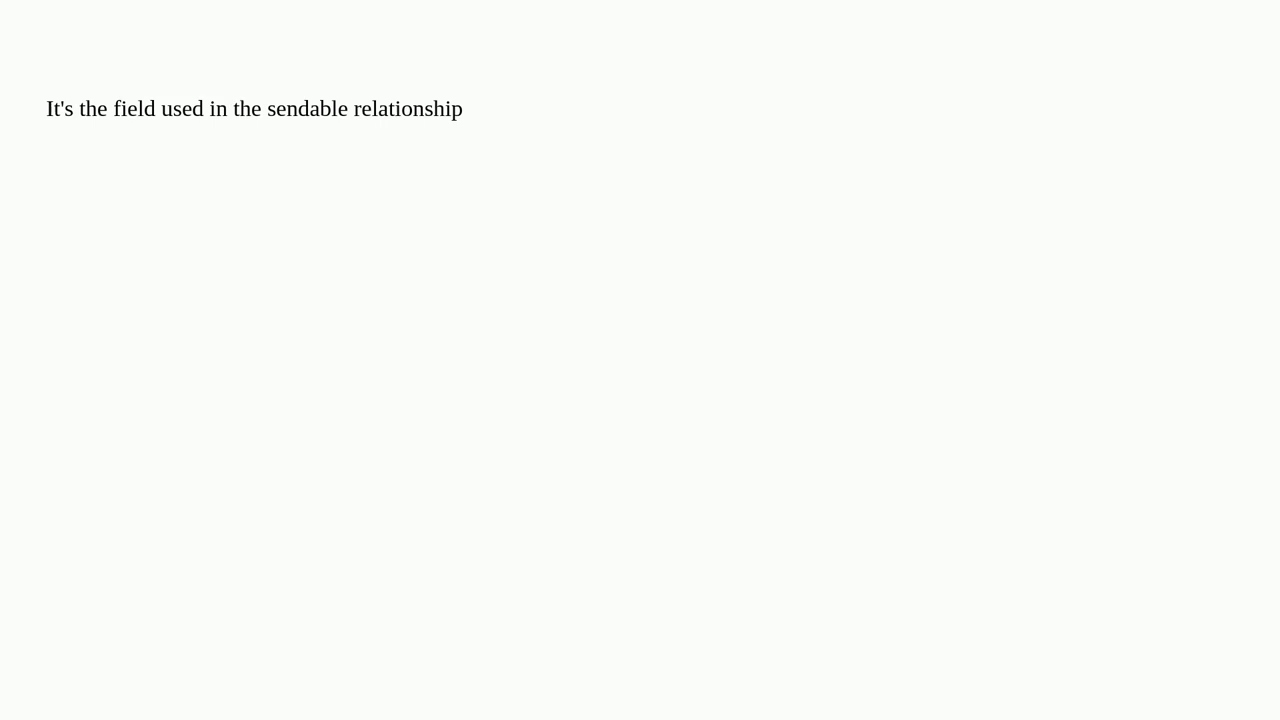 It's the field used in the sendable relationship